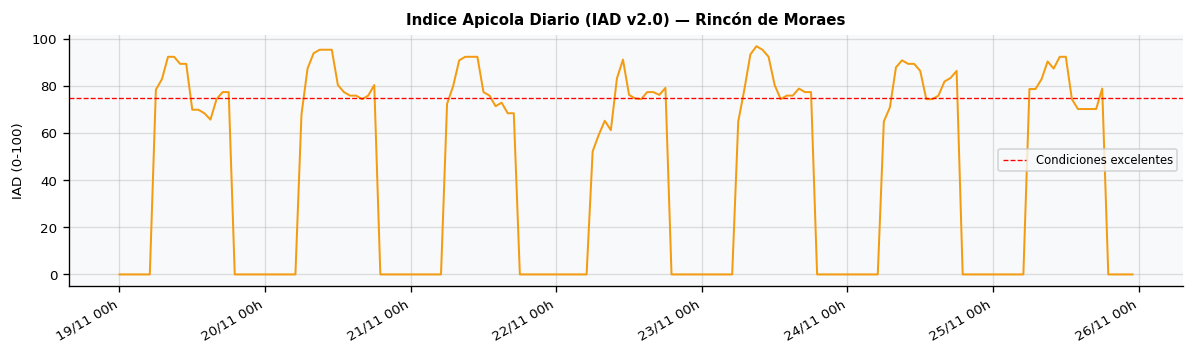 Indice Apicola Diario (IAD v2.0) — Rincón de Moraes
IAD (0-100)
100
80
60
40
20
0
Condiciones excelentes
19/11 00h
20/11 00h
21/11 00h
22/11 00h
23/11 00h
24/11 00h
25/11 00h
26/11 00h